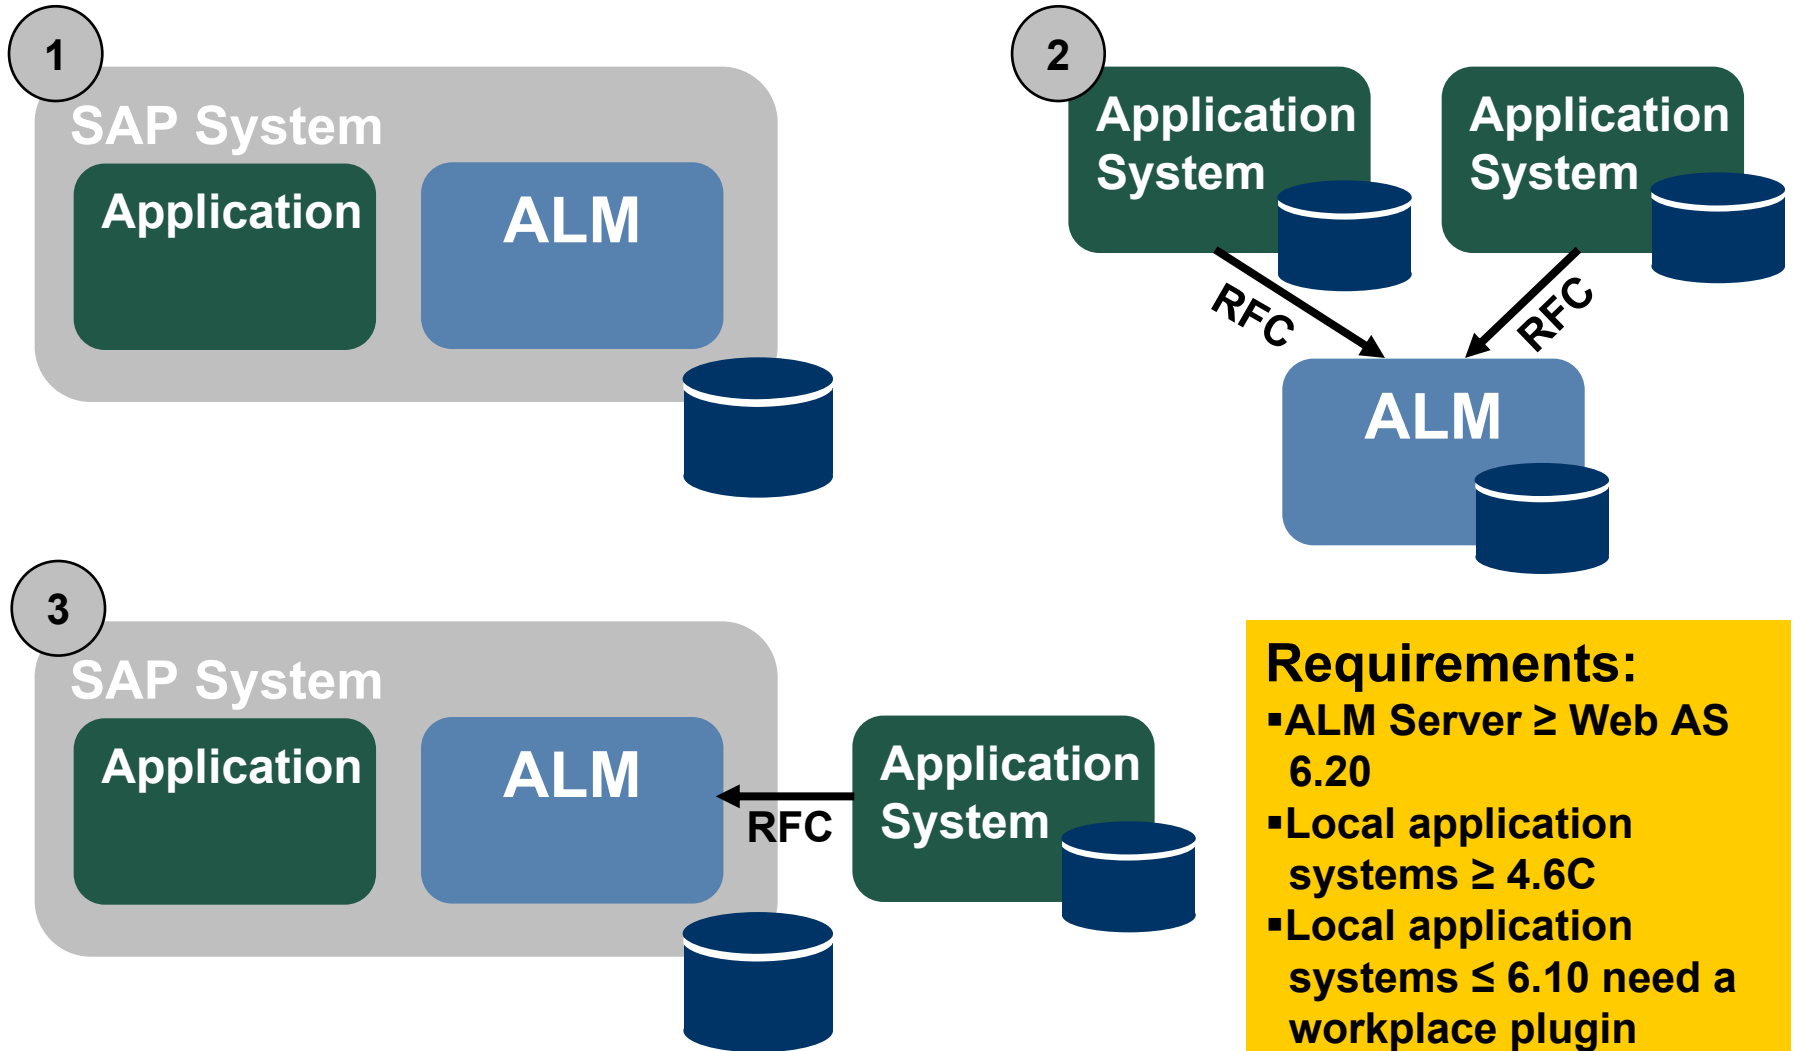 1
SAP System
Application
ALM
2
Application
System
Application
System
RFC
RFC
ALM
3
SAP System
Application
ALM
RFC
Application
System
Requirements:
▪ALM Server ≥ Web AS
6.20
▪Local application
systems ≥ 4.6C
▪Local application
systems ≤ 6.10 need a
workplace plugin